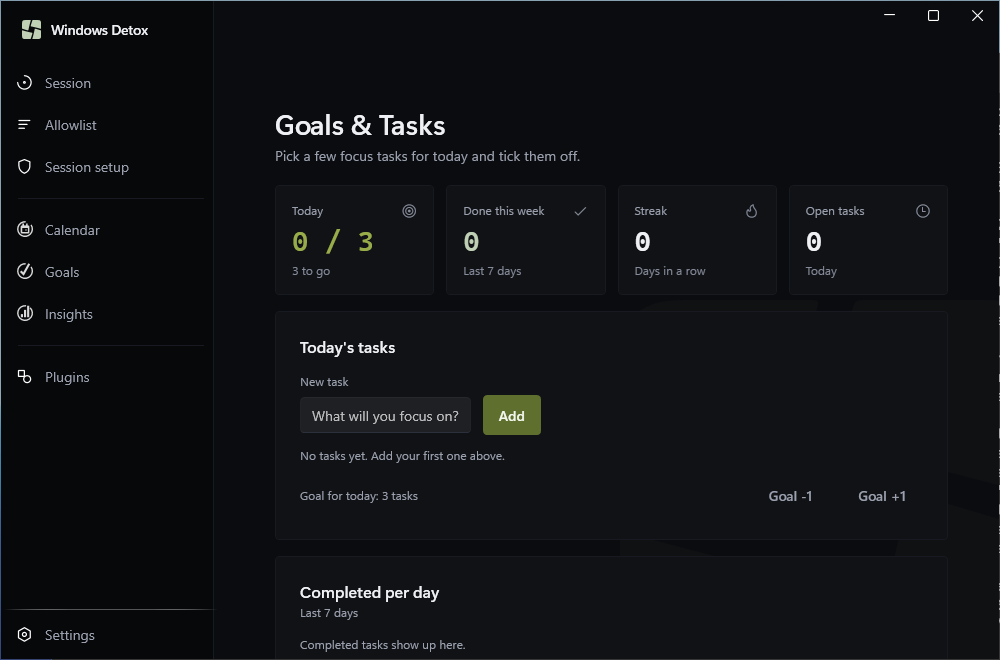 Windows Detox
Session
Allowlist
Session setup
Calendar
Goals
Insights
Plugins
Settings
Goals & Tasks
Pick a few focus tasks for today and tick them off.
Today
0 / 3
3 to go
Done this week
0
Last 7 days
Streak
0
Days in a row
Open tasks
0
Today
Today's tasks
New task
What will you focus on?
Add
No tasks yet. Add your first one above.
Goal for today: 3 tasks
Goal -1
Goal +1
Completed per day
Last 7 days
Completed tasks show up here.